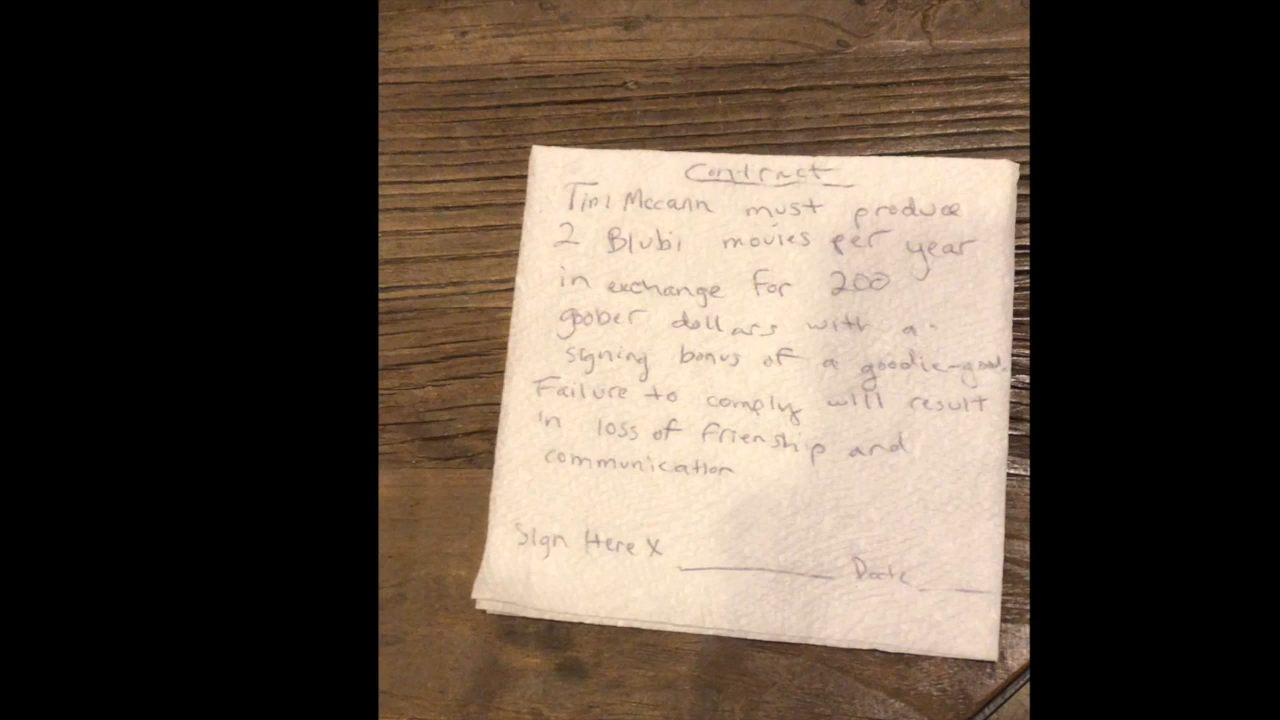 Contract
Tim Mccann must produce
2 Blubi movies per year
in exchange for 200
goober dollars with a
signing bonus of a goodie-goo
Failure to comply will result
in loss of frienship and
communication
Sign Here X
Date